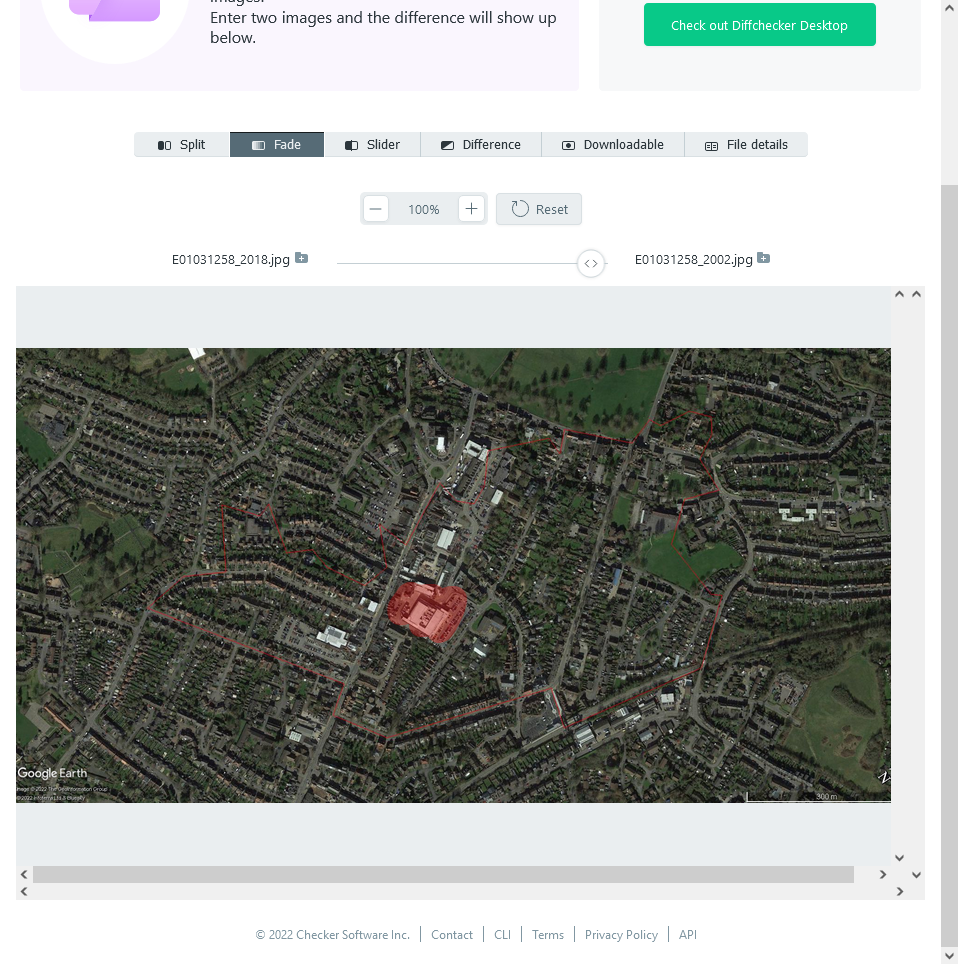 images.
Enter two images and the difference will show up
below.
Check out Diffchecker Desktop
Split
Fade
Slider
Difference
Downloadable
File details
100%
Reset
E01031258_2018.jpg
E01031258_2002.jpg
Google Earth
Image © 2022 The GeoInformation Group
300 m
© 2022 Checker Software Inc.
Contact
CLI
Terms
Privacy Policy
API